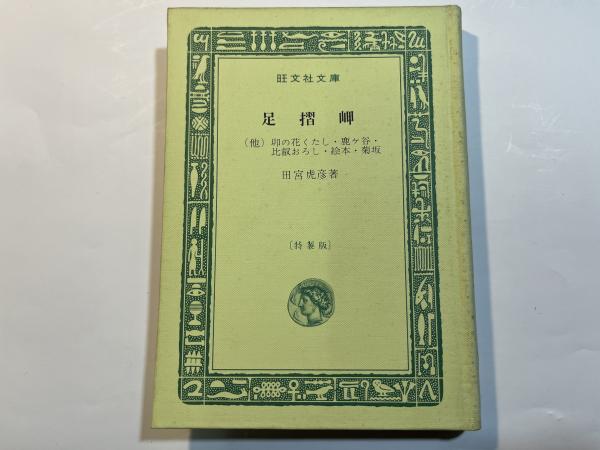 旺文社文庫
足摺岬
(他) 卯の花くたし・鹿ケ谷・
比叡おろし・絵本・菊坂
田宮虎彦著
〔特製版〕